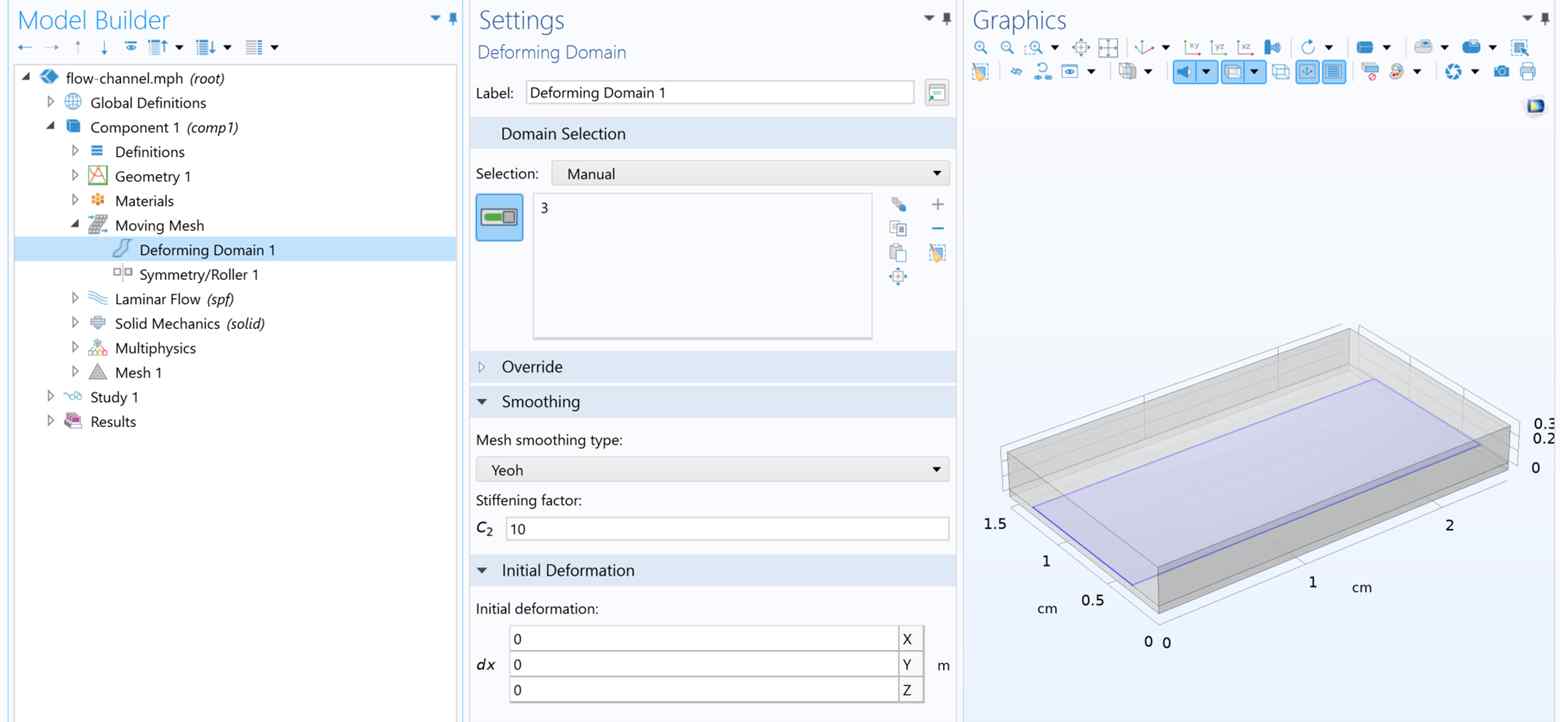 Model Builder
flow-channel.mph (root)
Global Definitions
Component 1 (comp1)
Definitions
Geometry 1
Materials
Moving Mesh
Deforming Domain 1
Symmetry/Roller 1
Laminar Flow (spf)
Solid Mechanics (solid)
Multiphysics
Mesh 1
Study 1
Results
Settings
Deforming Domain
Label: Deforming Domain 1
Domain Selection
Selection: Manual
3
Override
Smoothing
Mesh smoothing type:
Yeoh
Stiffening factor:
C₂ 10
Initial Deformation
Initial deformation:
0 X
dx 0 Y m
0 Z
Graphics
xy yz xz
0.3
0.2
0
1.5
2
1
1
cm
0.5
cm
0 0